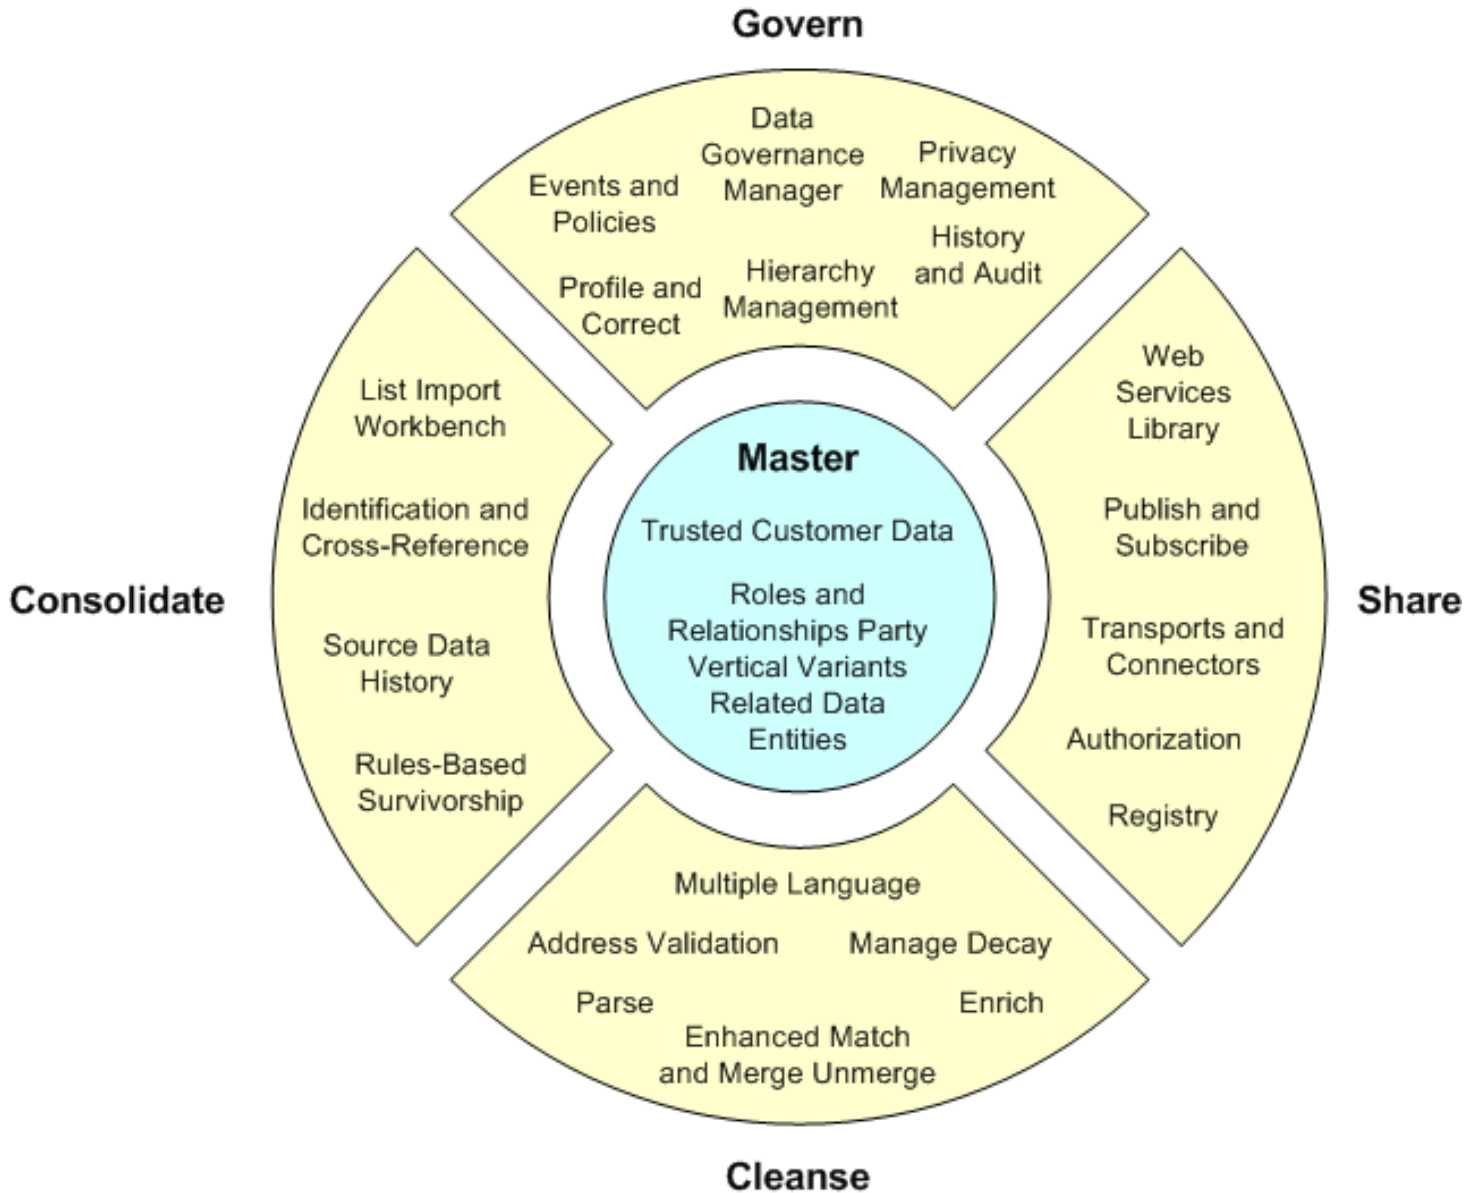 Govern
Data
Governance
Manager
Privacy
Management
Events and
Policies
History
and Audit
Hierarchy
Management
Profile and
Correct
Consolidate
List Import
Workbench
Identification and
Cross-Reference
Source Data
History
Rules-Based
Survivorship
Master
Trusted Customer Data
Roles and
Relationships Party
Vertical Variants
Related Data
Entities
Share
Web
Services
Library
Publish and
Subscribe
Transports and
Connectors
Authorization
Registry
Multiple Language
Address Validation
Manage Decay
Parse
Enrich
Enhanced Match
and Merge Unmerge
Cleanse